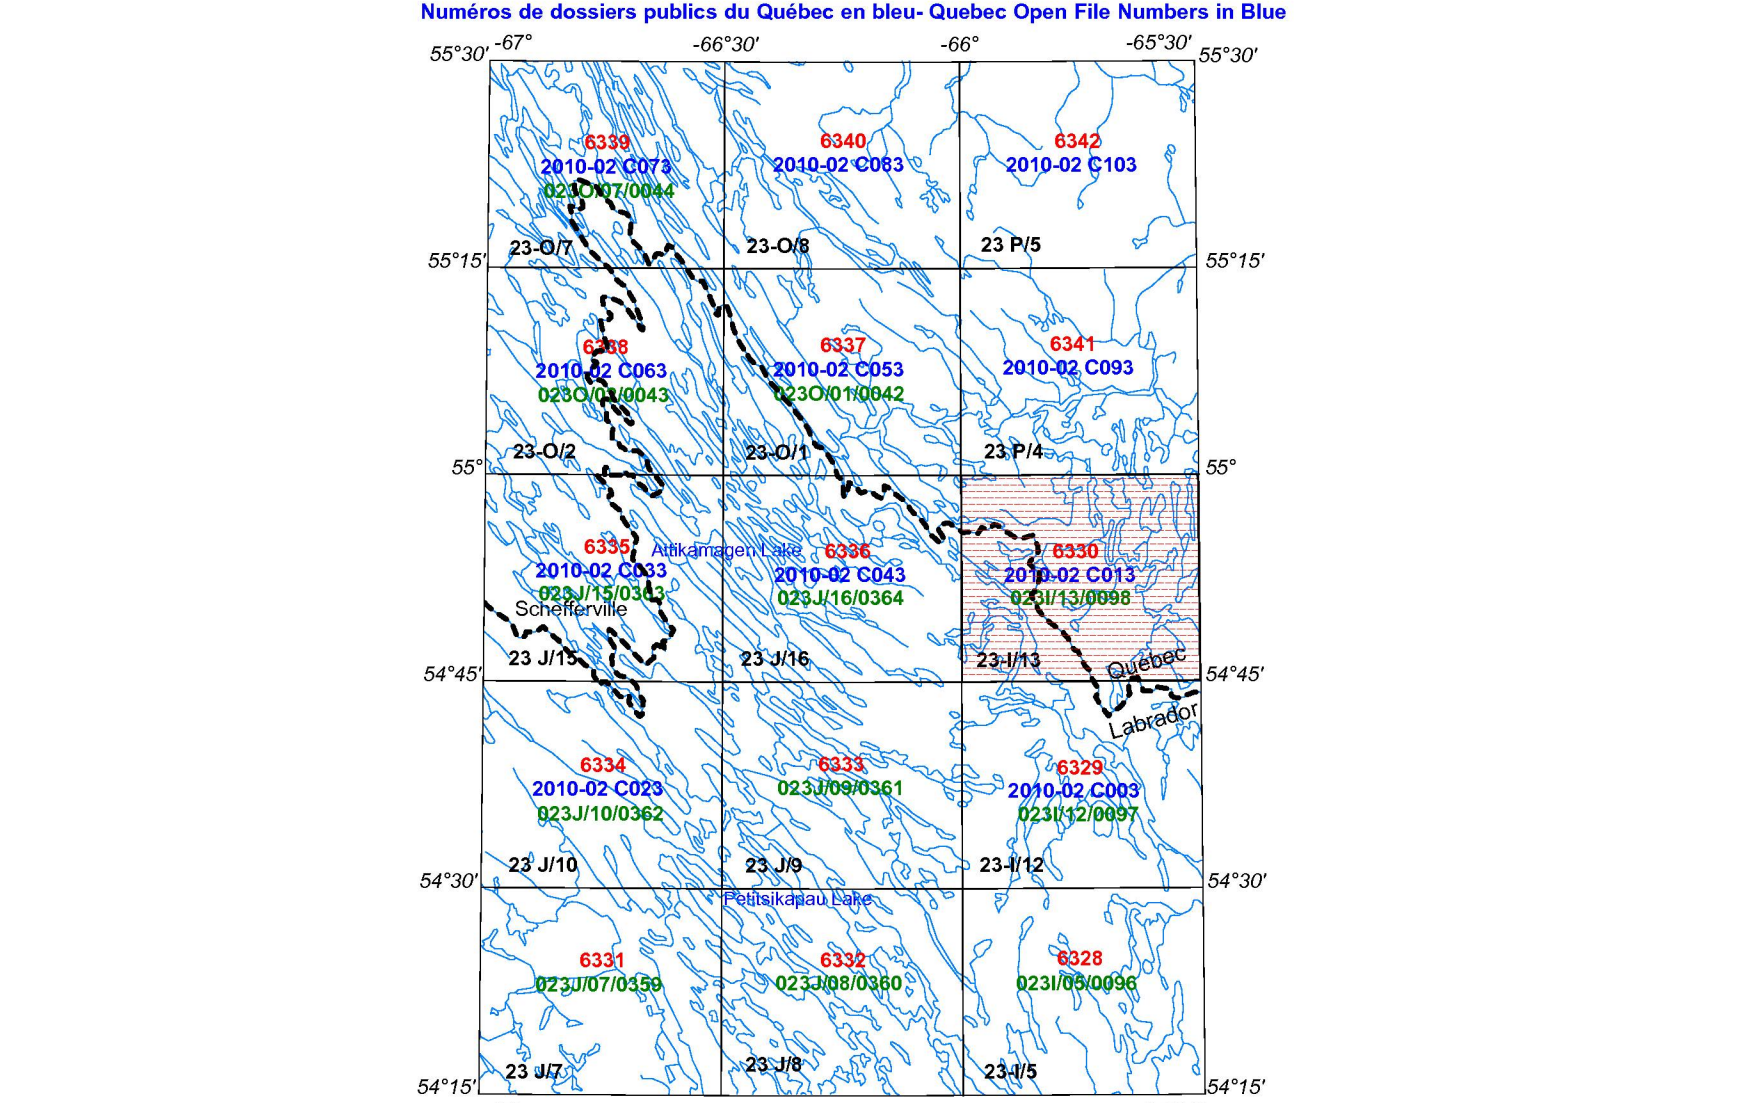 Numéros de dossiers publics du Québec en bleu- Quebec Open File Numbers in Blue
-67° -66°30' -66° -65°30'
55°30' 55°30'
6339 6340 6342
2010-02 C073 2010-02 C083 2010-02 C103
023O/07/0044
23-O/7 23-O/8 23 P/5
55°15' 55°15'
6338 6337 6341
2010-02 C063 2010-02 C053 2010-02 C093
023O/02/0043 023O/01/0042
23-O/2 23-O/1 23 P/4
55° 55°
6335 Attikamagen Lake 6336 6330
2010-02 C033 2010-02 C043 2010-02 C013
023J/15/0363 023J/16/0364 023I/13/0098
Schefferville
23 J/15 23 J/16 23-I/13 Quebec
54°45' 54°45'
Labrador
6334 6333 6329
2010-02 C023 023J/09/0361 2010-02 C003
023J/10/0362 023I/12/0097
23 J/10 23 J/9 23-I/12
54°30' 54°30'
Petitsikapau Lake
6331 6332 6328
023J/07/0359 023J/08/0360 023I/05/0096
23 J/7 23 J/8 23-I/5
54°15' 54°15'